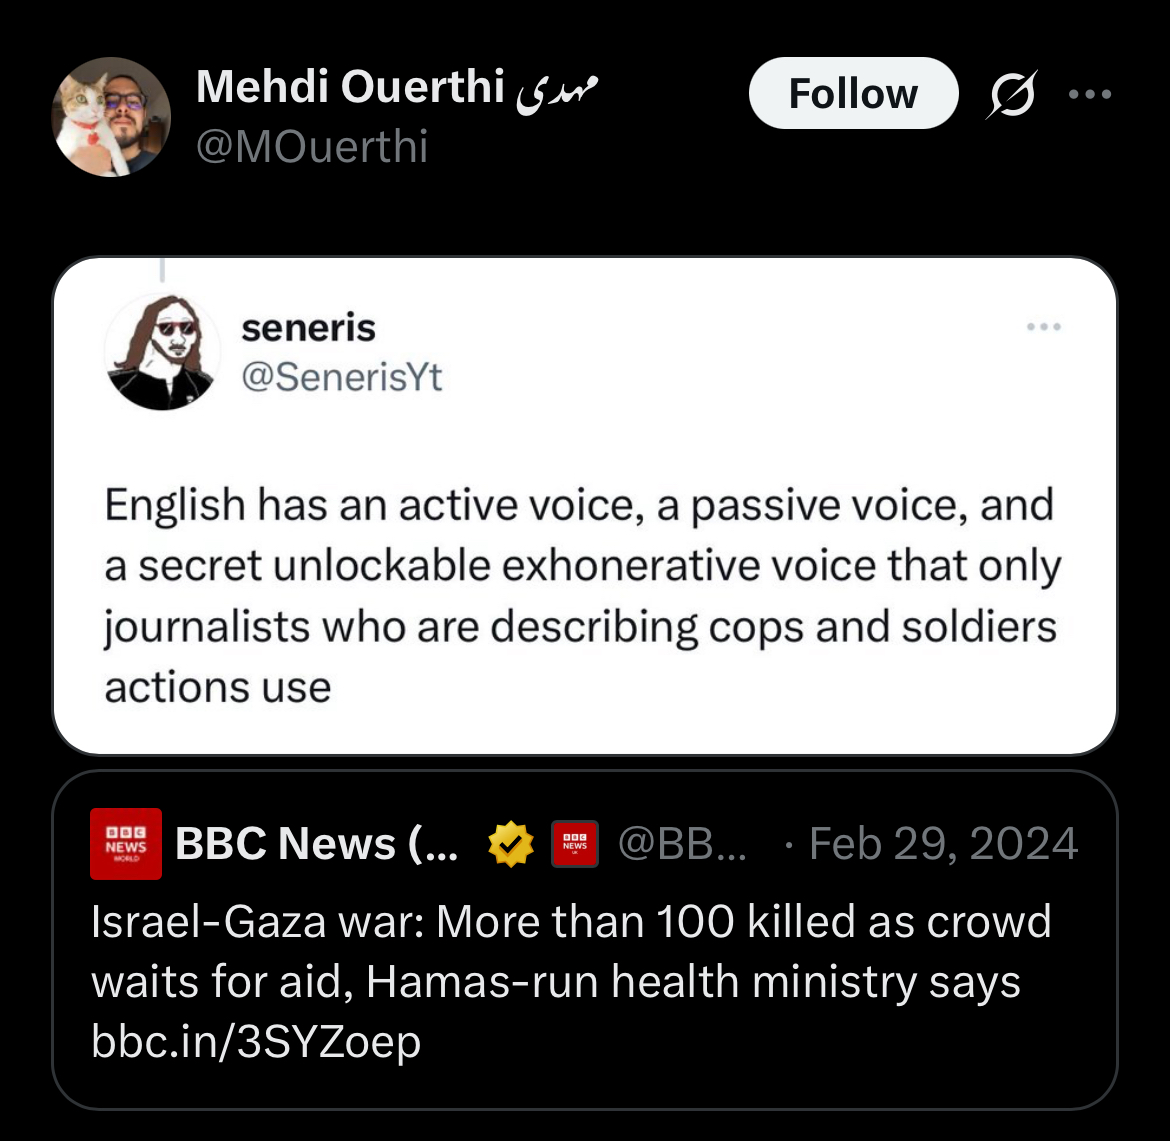 Mehdi Ouerthi مهدی
Follow
@MOuerthi
seneris
@SenerisYt
English has an active voice, a passive voice, and
a secret unlockable exhonerative voice that only
journalists who are describing cops and soldiers
actions use
BBC NEWS WORLD
BBC News (... BBC NEWS UK @BB... · Feb 29, 2024
Israel-Gaza war: More than 100 killed as crowd
waits for aid, Hamas-run health ministry says
bbc.in/3SYZoep